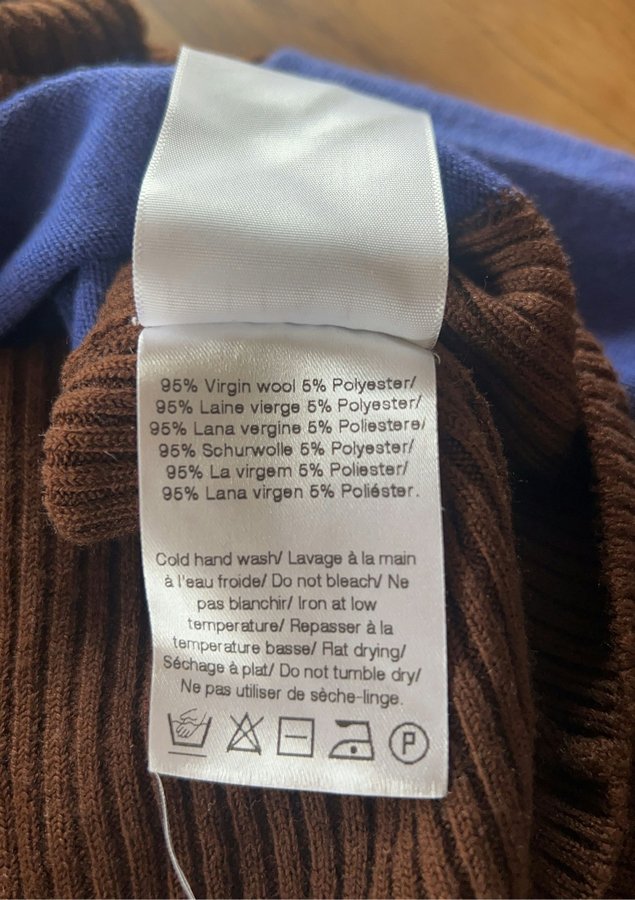 95% Virgin wool 5% Polyester/
95% Laine vierge 5% Polyester/
95% Lana vergine 5% Poliestere/
95% Schurwolle 5% Polyester/
95% La virgem 5% Poliester/
95% Lana virgen 5% Poliéster.
Cold hand wash/ Lavage à la main
à l'eau froide/ Do not bleach/ Ne
pas blanchir/ Iron at low
temperature/ Repasser à la
temperature basse/ Flat drying/
Séchage à plat/ Do not tumble dry/
Ne pas utiliser de sèche-linge.
P